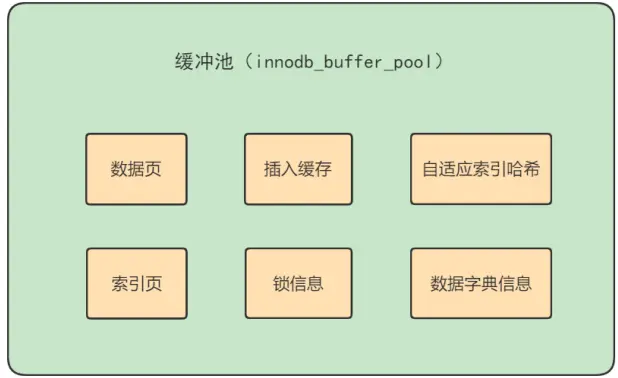 缓冲池（innodb_buffer_pool）
数据页
插入缓存
自适应索引哈希
索引页
锁信息
数据字典信息